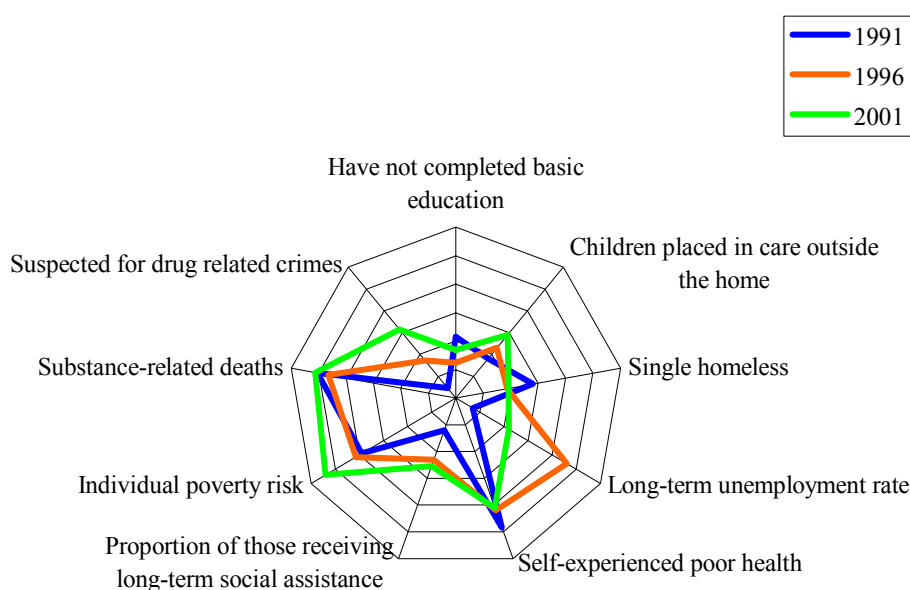 1991
1996
2001
Have not completed basic
education
Children placed in care outside
the home
Suspected for drug related crimes
Substance-related deaths
Single homeless
Individual poverty risk
Long-term unemployment rate
Proportion of those receiving
long-term social assistance
Self-experienced poor health